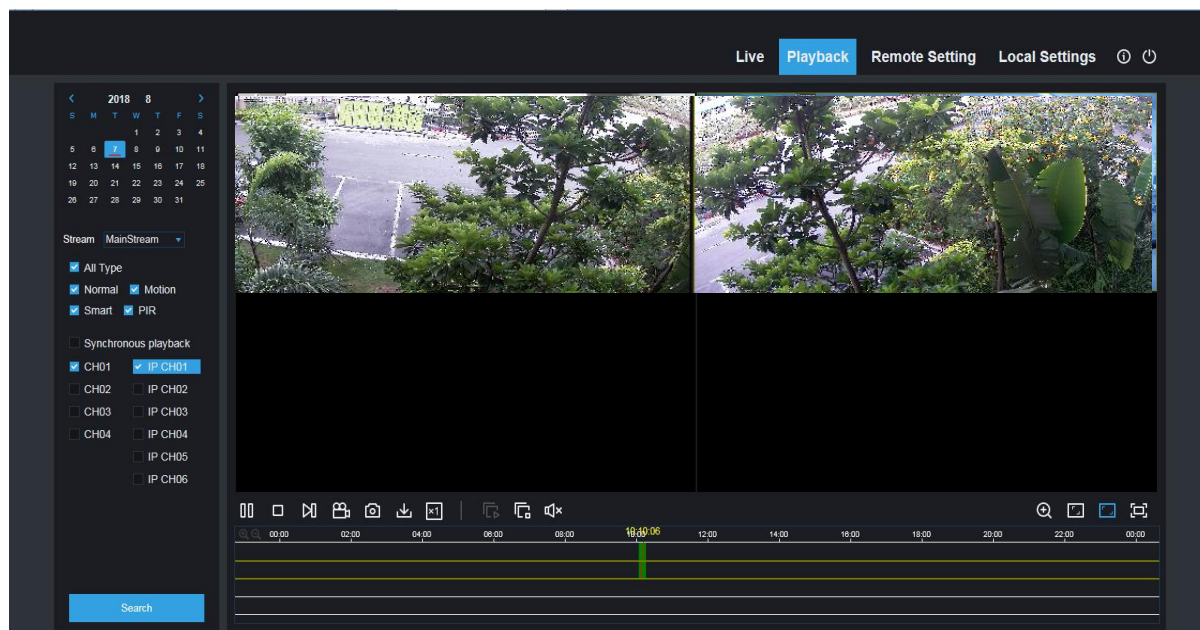 Live Playback Remote Setting Local Settings
2018 8
S M T W T F S
1 2 3 4
5 6 7 8 9 10 11
12 13 14 15 16 17 18
19 20 21 22 23 24 25
26 27 28 29 30 31
Stream MainStream
All Type
Normal Motion
Smart PIR
Synchronous playback
CH01 IP CH01
CH02 IP CH02
CH03 IP CH03
CH04 IP CH04
IP CH05
IP CH06
×1
10:10:06
00:00 02:00 04:00 06:00 08:00 10:00 12:00 14:00 16:00 18:00 20:00 22:00 00:00
Search